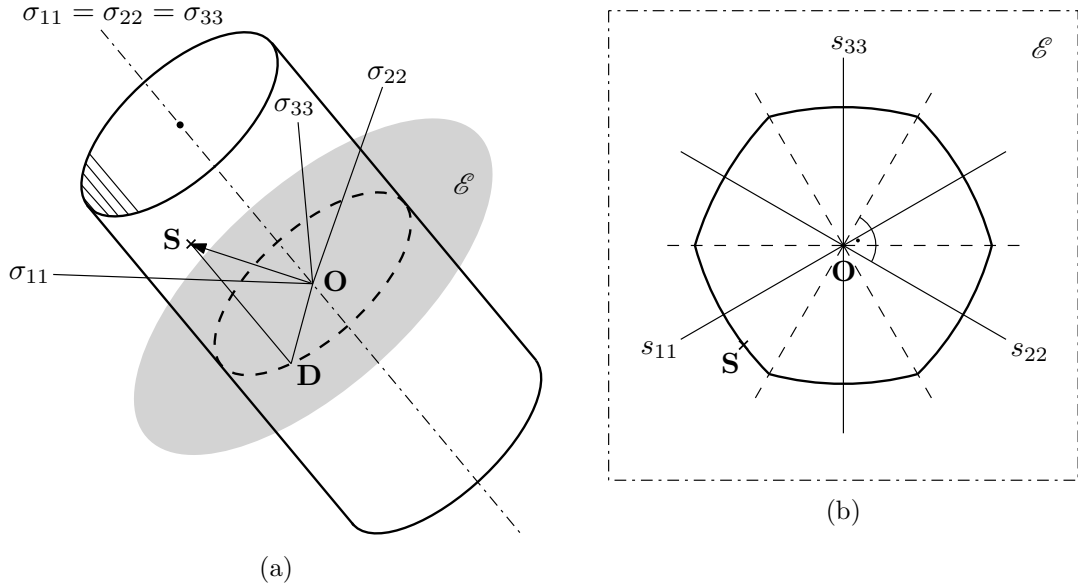 σ₁₁ = σ₂₂ = σ₃₃
σ₂₂
σ₃₃
ℰ
S
σ₁₁
O
D
(a)
s₃₃
ℰ
O
s₁₁
S
s₂₂
(b)